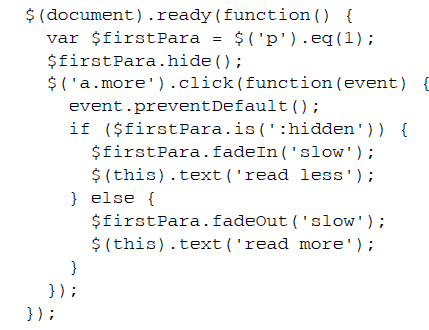 $(document).ready(function() {
  var $firstPara = $('p').eq(1);
  $firstPara.hide();
  $('a.more').click(function(event) {
    event.preventDefault();
    if ($firstPara.is(':hidden')) {
      $firstPara.fadeIn('slow');
      $(this).text('read less');
    } else {
      $firstPara.fadeOut('slow');
      $(this).text('read more');
    }
  });
});